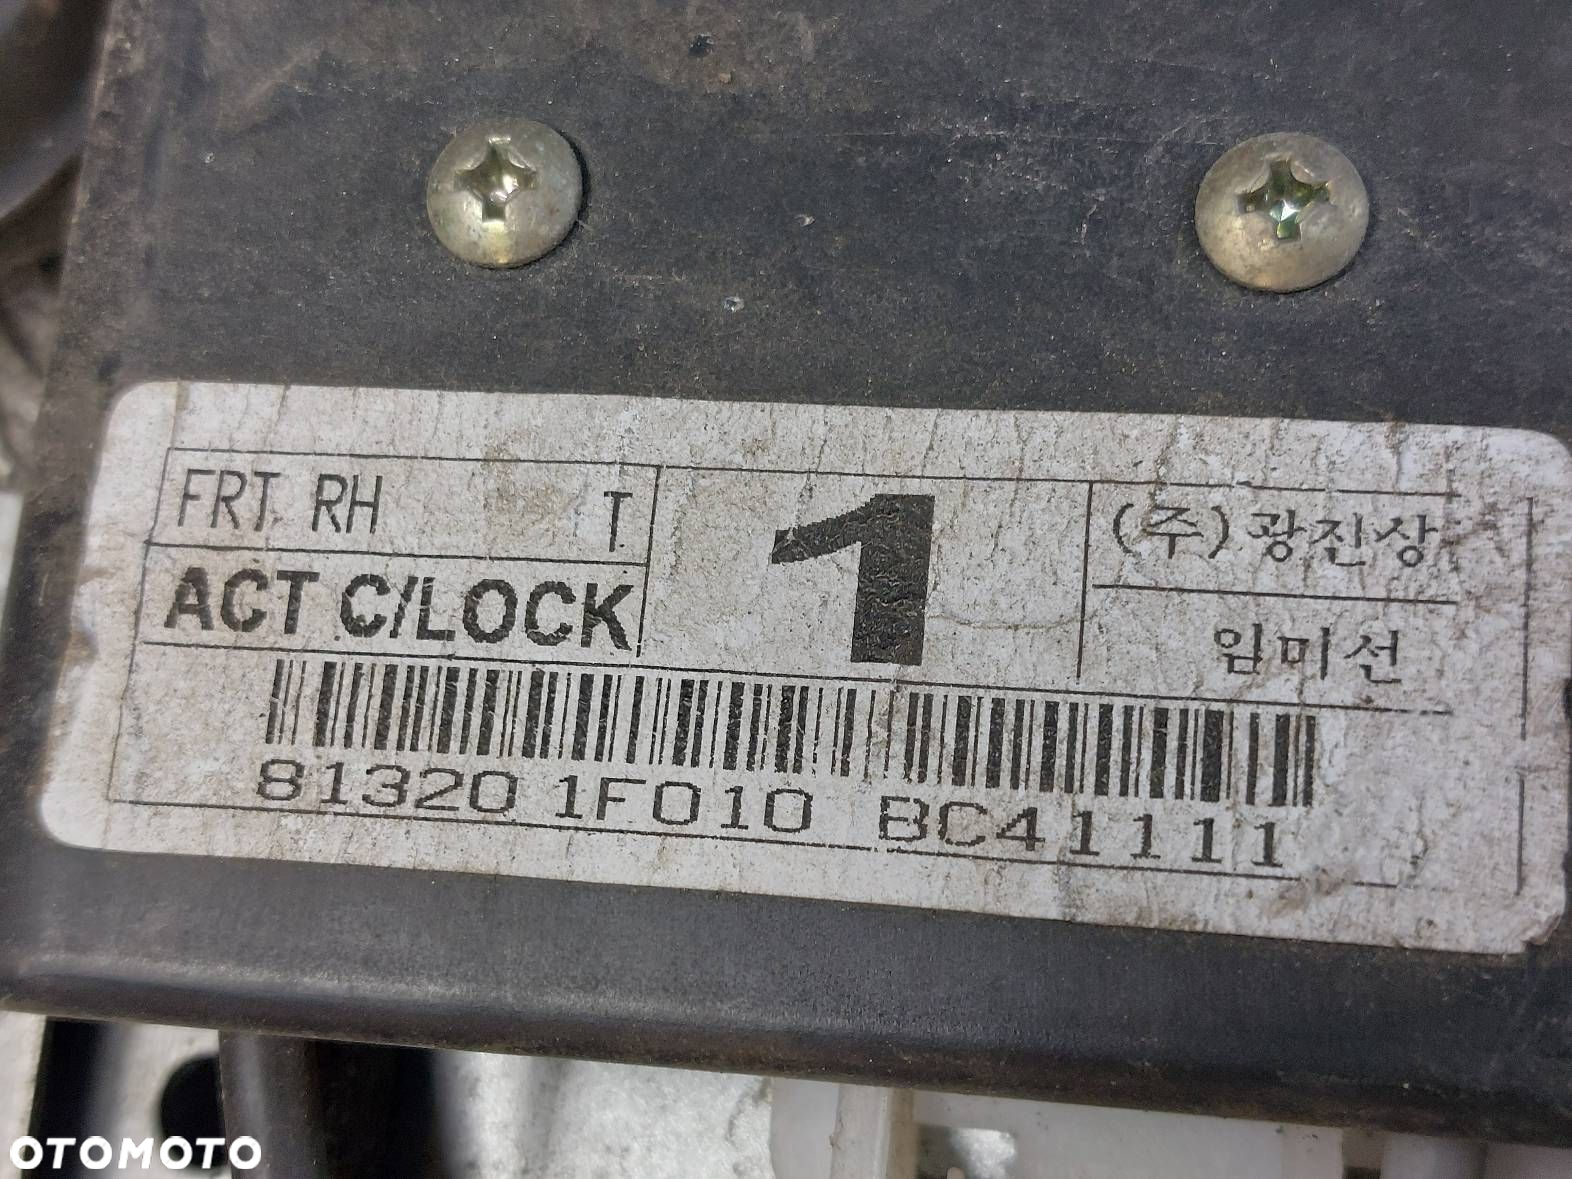 FRT RH T
ACT C/LOCK
1
(주)광진상
임미선
81320 1F010 BC41111
OTOMOTO